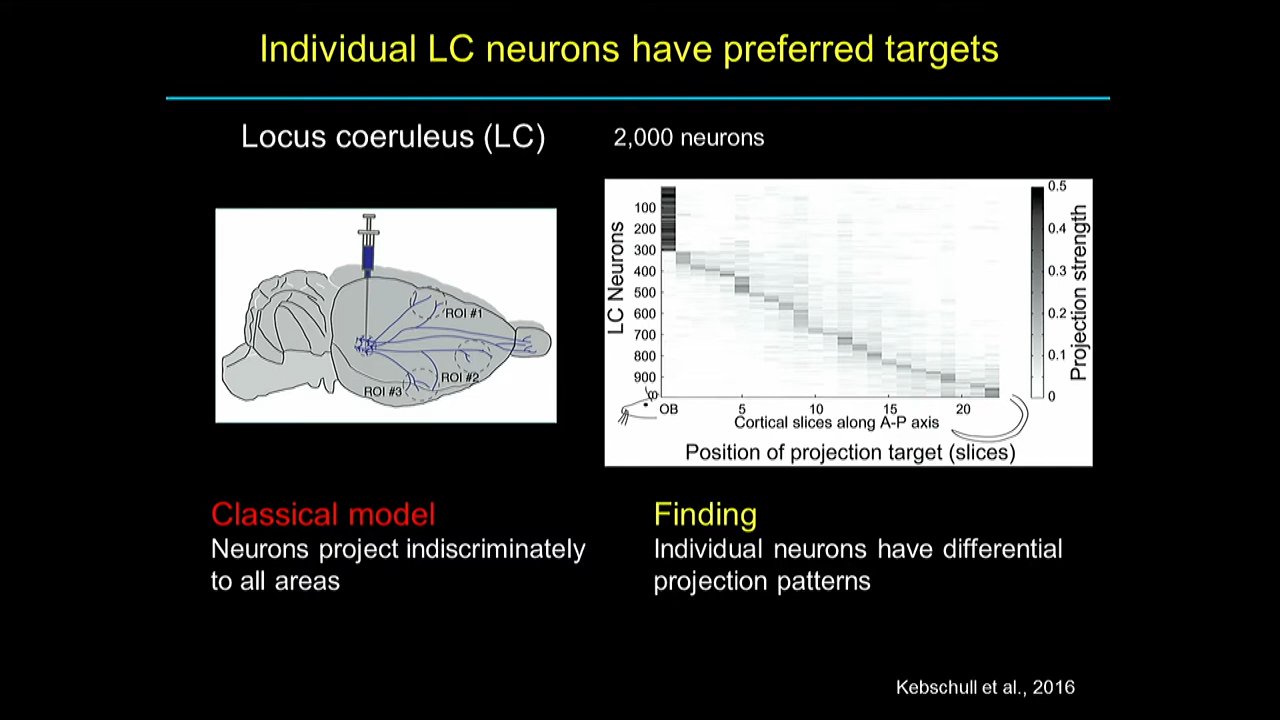 Individual LC neurons have preferred targets
Locus coeruleus (LC)
2,000 neurons
ROI #1
ROI #2
ROI #3
LC Neurons
100
200
300
400
500
600
700
800
900
OB
5
10
15
20
Cortical slices along A-P axis
Position of projection target (slices)
0.5
0.4
0.3
0.2
0.1
0
Projection strength
Classical model
Neurons project indiscriminately
to all areas
Finding
Individual neurons have differential
projection patterns
Kebschull et al., 2016